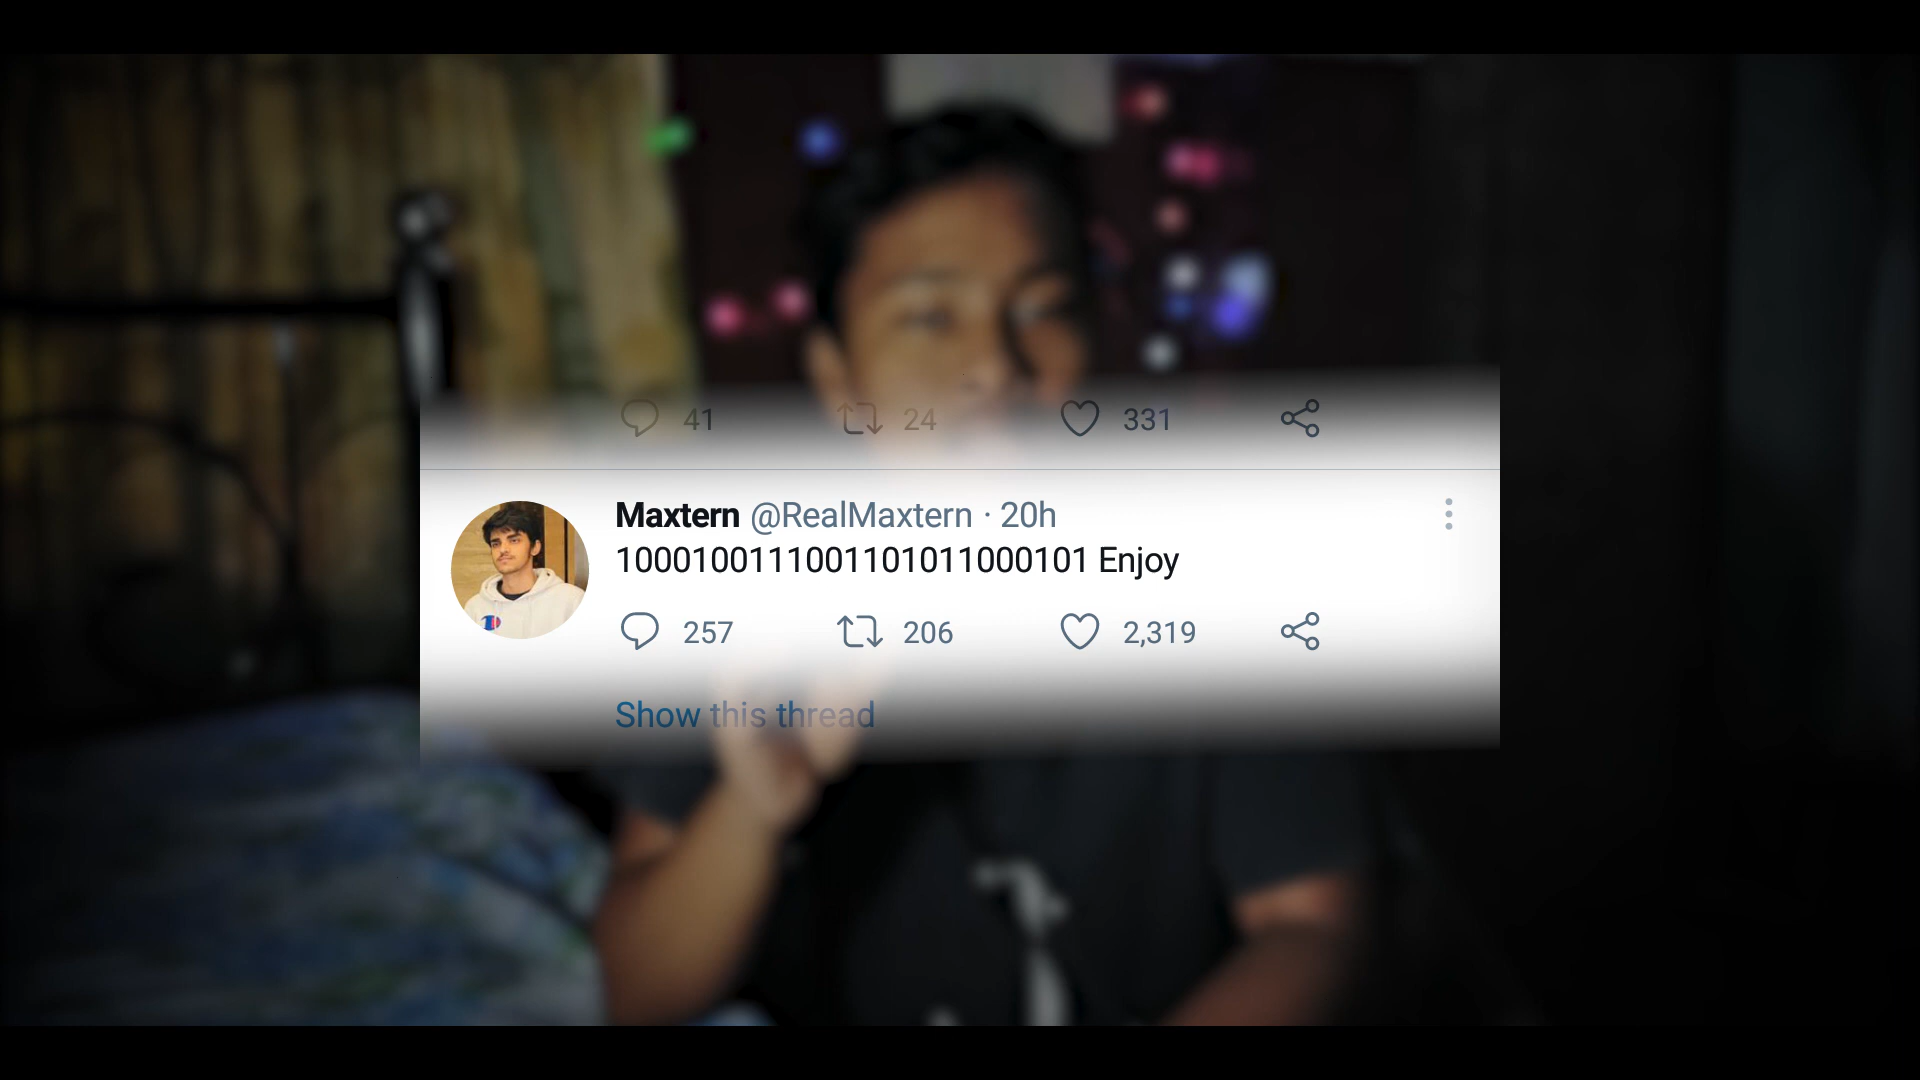 41 24 331
Maxtern @RealMaxtern · 20h
1000100111001101011000101 Enjoy
257 206 2,319
Show this thread